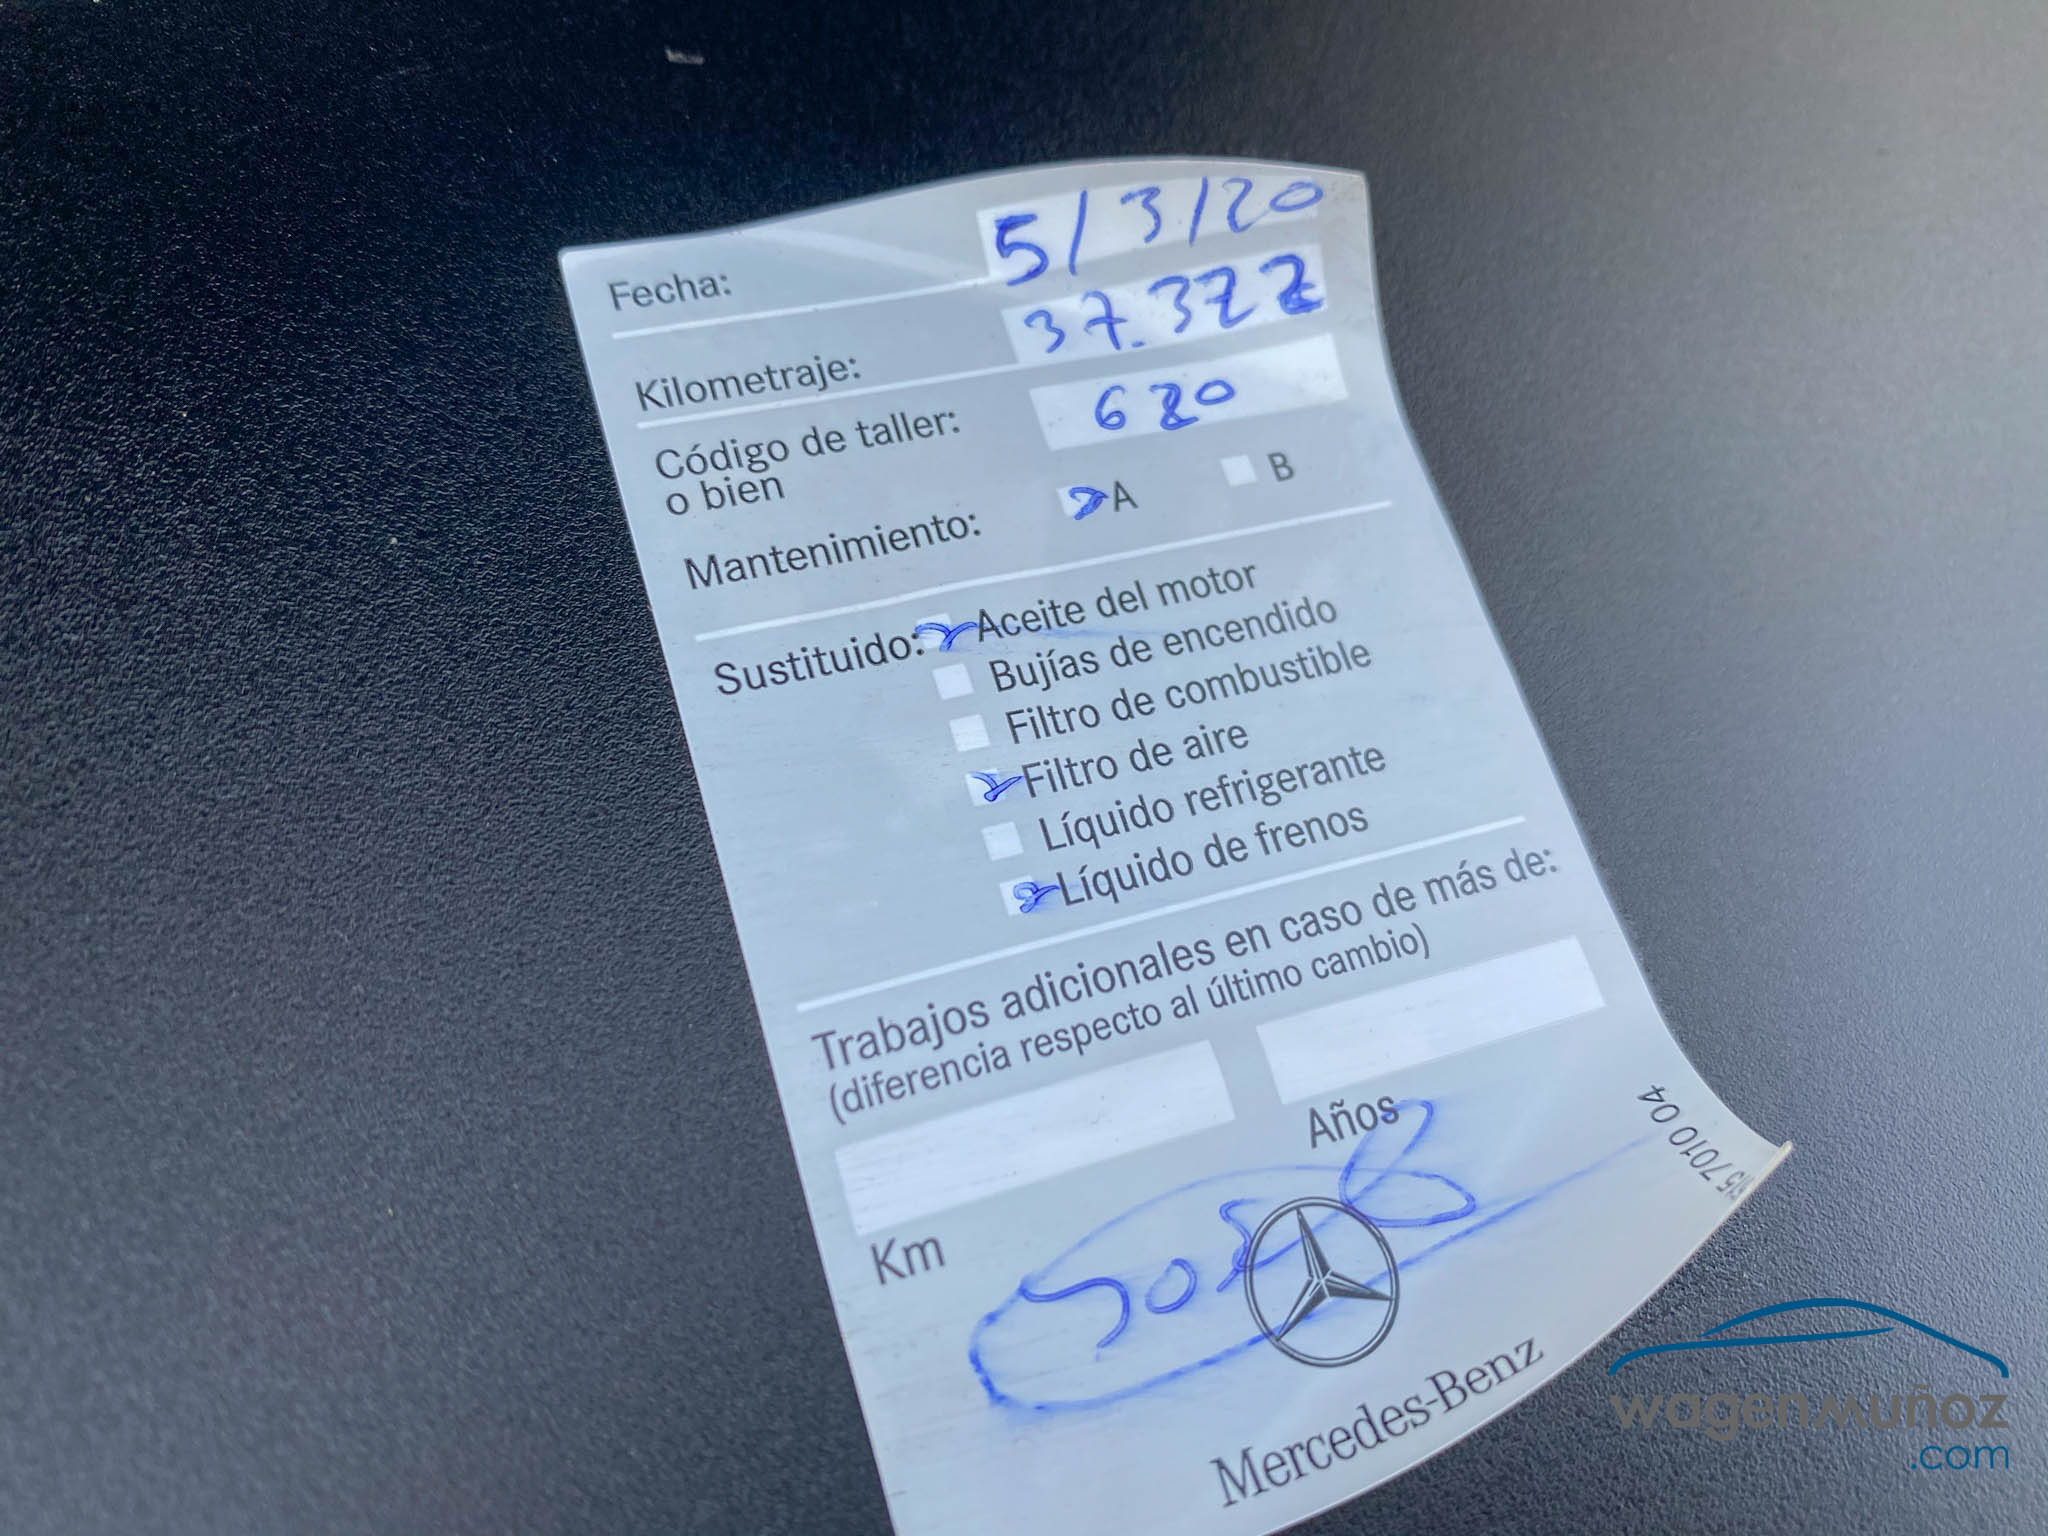 Fecha: 5/3/20
Kilometraje: 37.322
Código de taller: 620
o bien
Mantenimiento: A B
Sustituido: Aceite del motor
Bujías de encendido
Filtro de combustible
Filtro de aire
Líquido refrigerante
Líquido de frenos
Trabajos adicionales en caso de más de:
(diferencia respecto al último cambio)
Km Años
57010 04
Mercedes-Benz
wagenmuñoz
.com